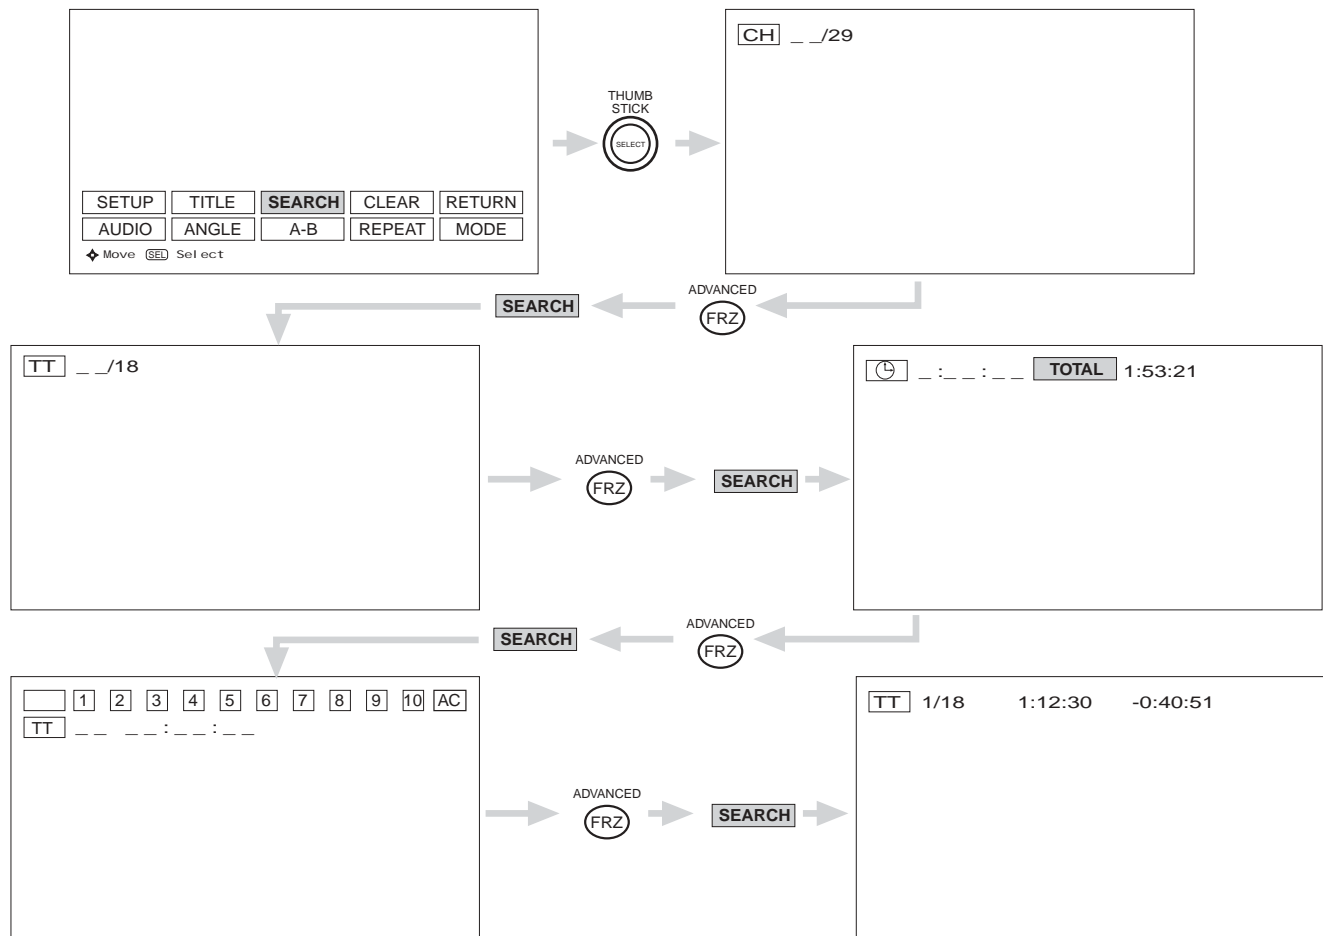 THUMB
STICK
SELECT
CH _ _/29
SETUP TITLE SEARCH CLEAR RETURN
AUDIO ANGLE A-B REPEAT MODE
Move SEL Select
ADVANCED
FRZ
SEARCH
TT _ _/18
ADVANCED
FRZ
SEARCH
_ :_ _ : _ _ TOTAL 1:53:21
ADVANCED
FRZ
SEARCH
1 2 3 4 5 6 7 8 9 10 AC
TT _ _ _ _ : _ _ : _ _
ADVANCED
FRZ
SEARCH
TT 1/18 1:12:30 -0:40:51